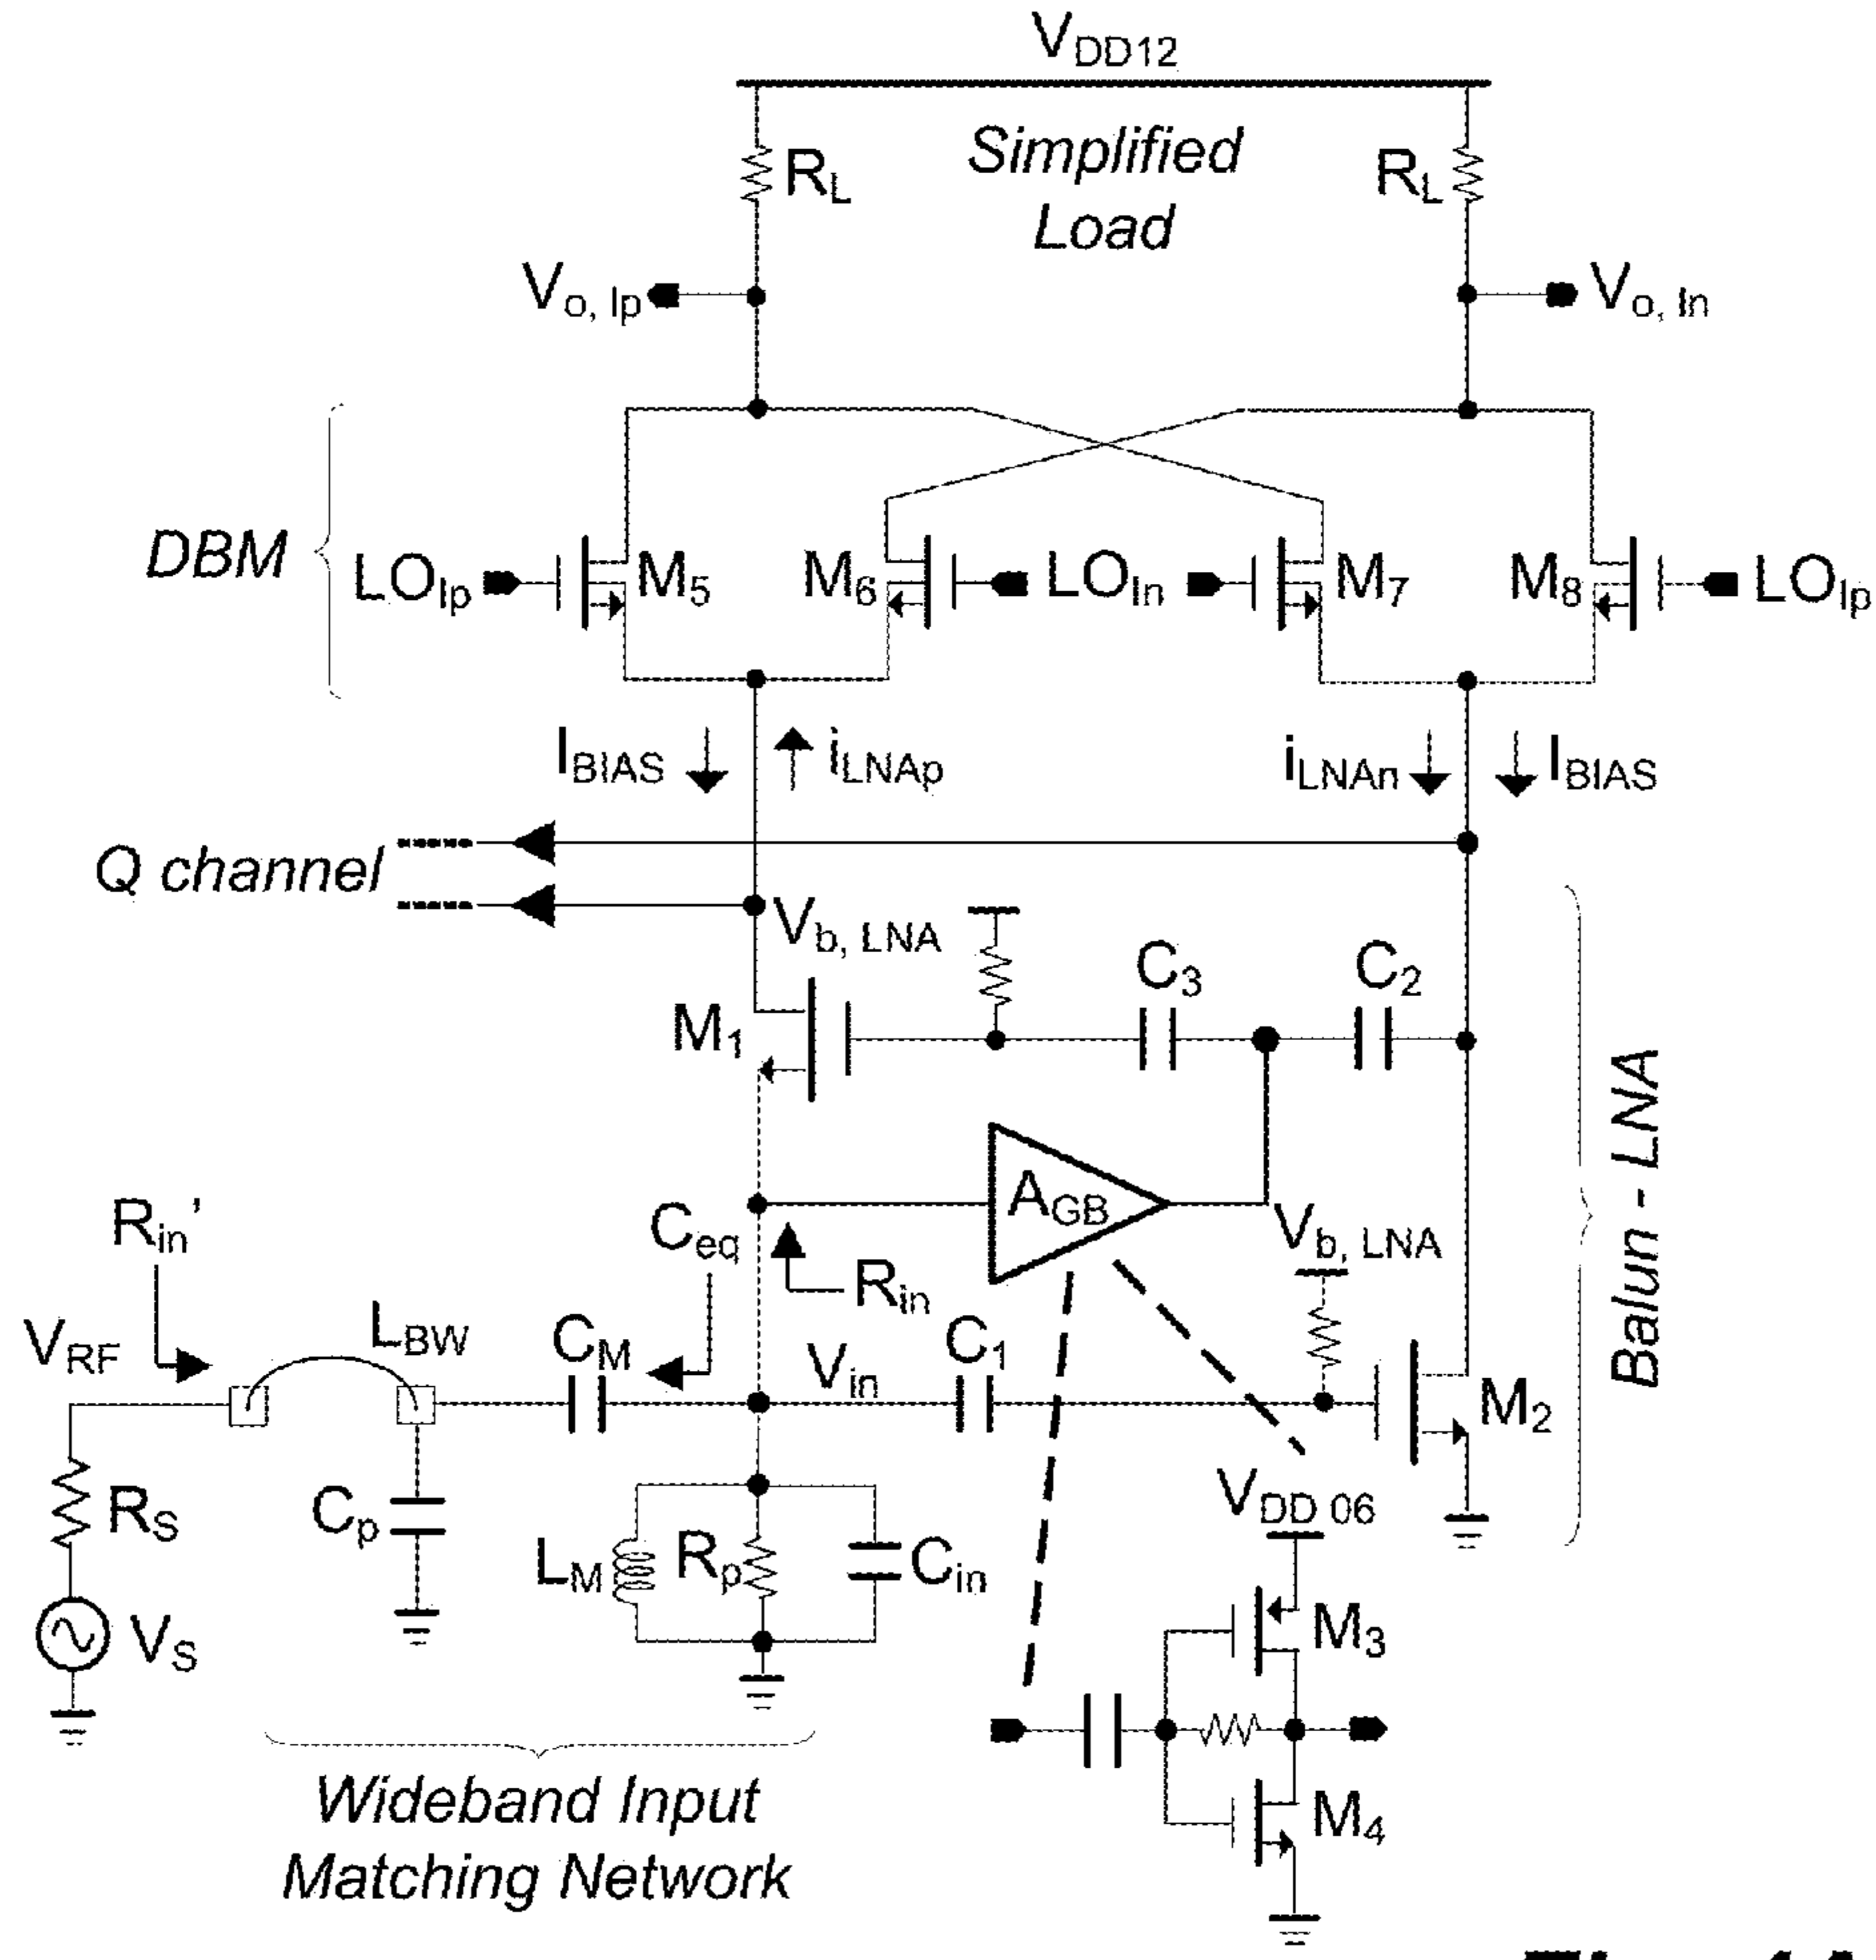 VDD12
RL
Simplified
Load
RL
Vo, Ip
Vo, In
DBM
LOIp
M5
M6
LOIn
M7
M8
LOIp
IBIAS
iLNAp
iLNAn
IBIAS
Q channel
Vb, LNA
C3
C2
M1
Balun - LNA
AGB
Rin'
Ceq
Rin
Vb, LNA
VRF
LBW
CM
Vin
C1
M2
RS
Cp
LM
Rp
Cin
VDD 06
VS
M3
M4
Wideband Input
Matching Network